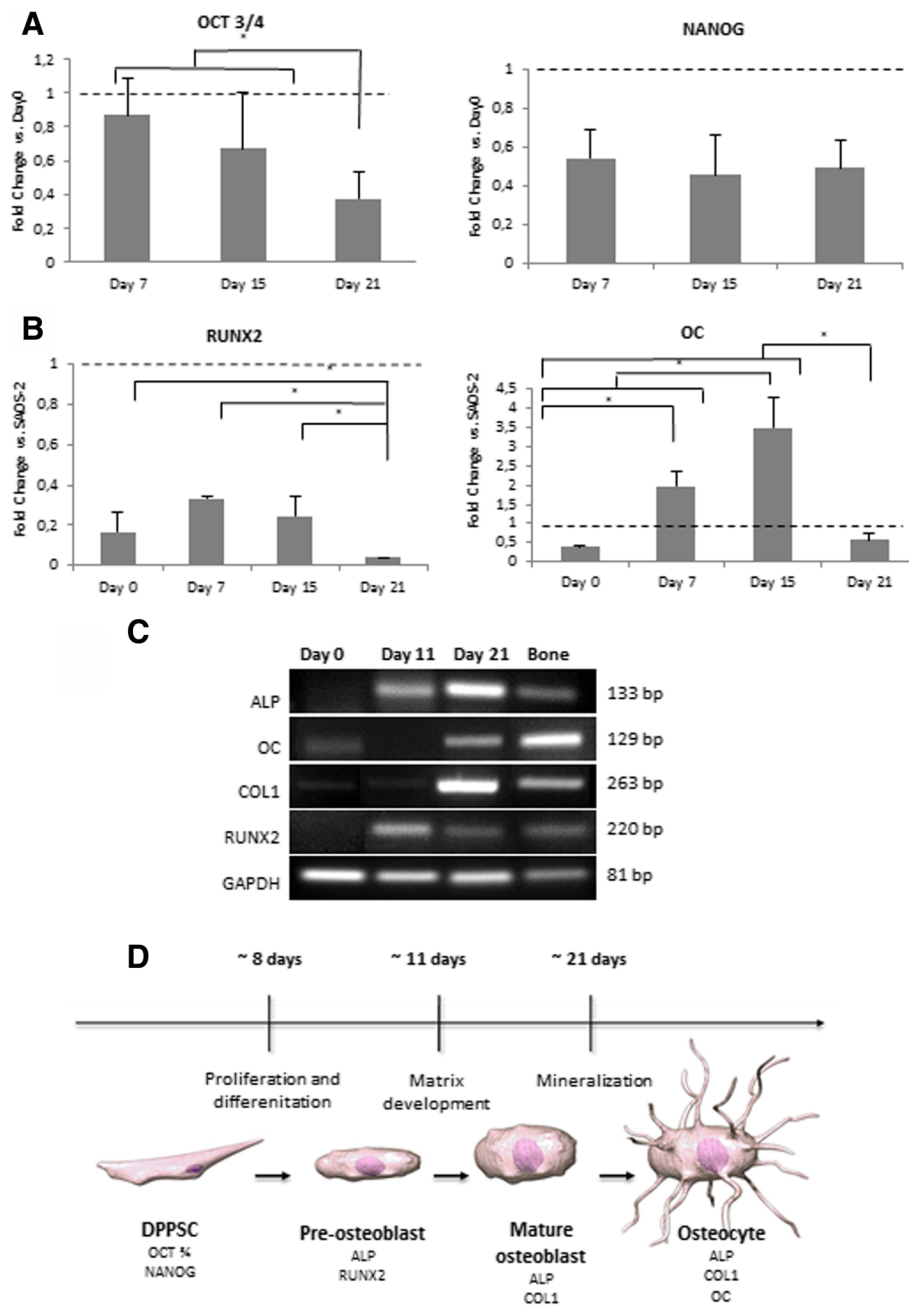 A
OCT 3/4
*
Fold Change vs. Day0
1,2
1
0,8
0,6
0,4
0,2
0
Day 7 Day 15 Day 21
NANOG
Fold Change vs. Day0
1
0,8
0,6
0,4
0,2
0
Day 7 Day 15 Day 21
B
RUNX2
Fold Change vs. SAOS-2
1
0,8
0,6
0,4
0,2
0
*
*
*
Day 0 Day 7 Day 15 Day 21
OC
Fold Change vs. SAOS-2
4,5
4
3,5
3
2,5
2
1,5
1
0,5
0
*
*
*
Day 0 Day 7 Day 15 Day 21
C
Day 0 Day 11 Day 21 Bone
ALP 133 bp
OC 129 bp
COL1 263 bp
RUNX2 220 bp
GAPDH 81 bp
D
~ 8 days ~ 11 days ~ 21 days
Proliferation and
differenitation
Matrix
development
Mineralization
DPPSC
OCT ¾
NANOG
Pre-osteoblast
ALP
RUNX2
Mature
osteoblast
ALP
COL1
Osteocyte
ALP
COL1
OC